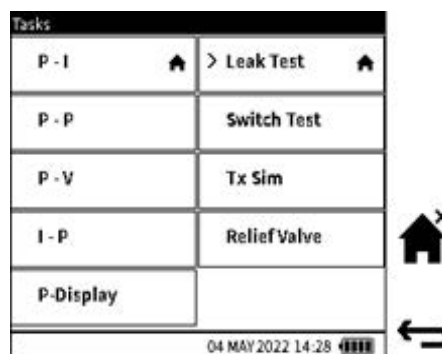 Tasks
P - I
> Leak Test
P - P
Switch Test
P - V
Tx Sim
I - P
Relief Valve
P-Display
04 MAY 2022 14:28